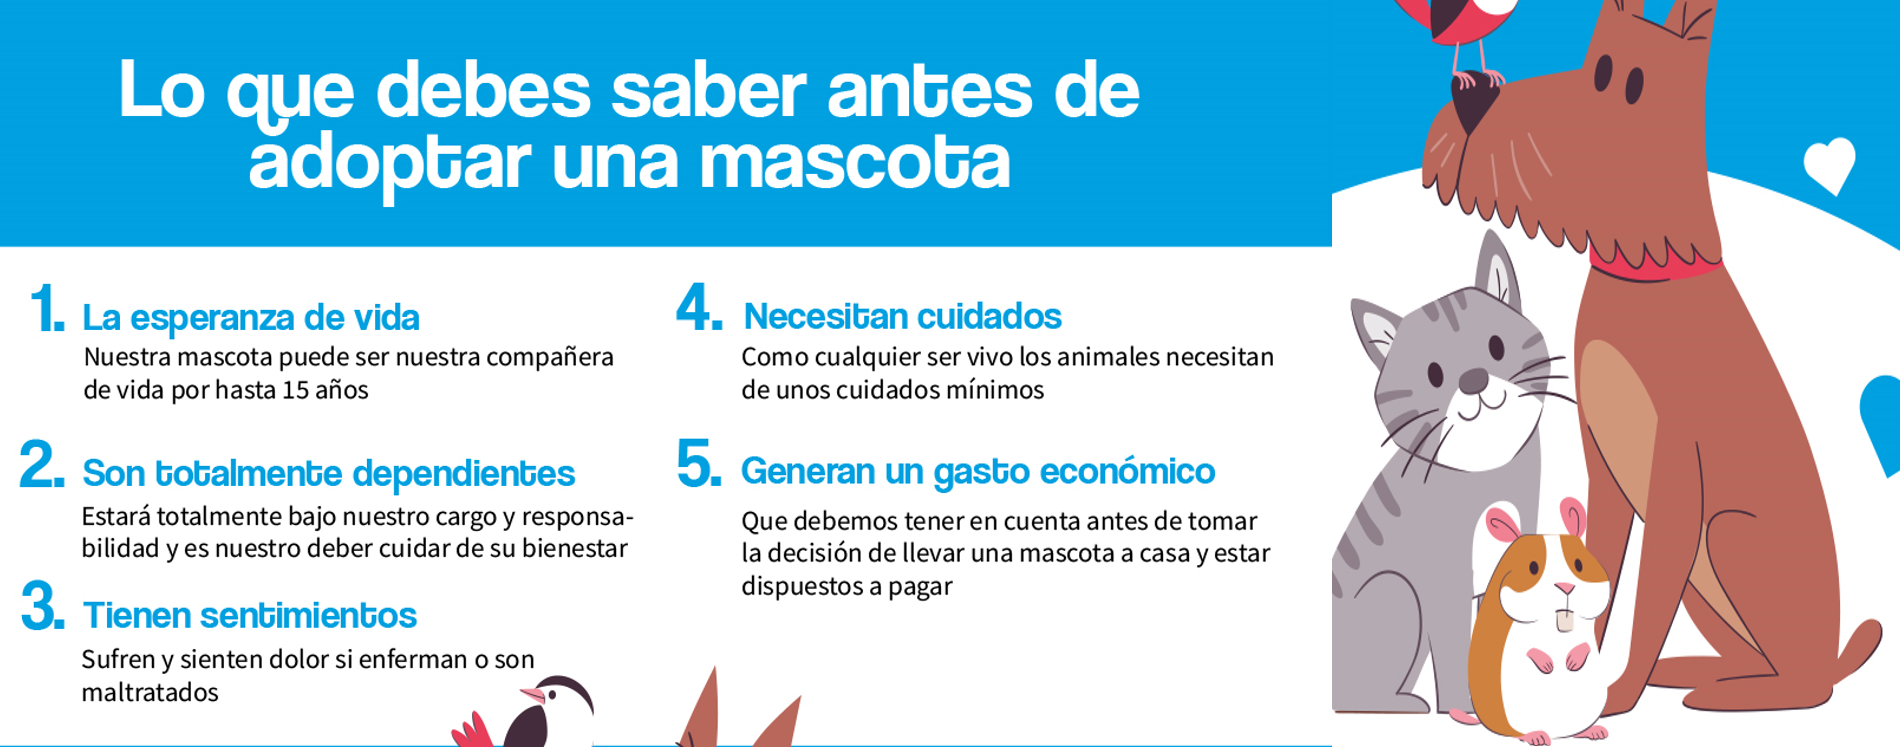 Lo que debes saber antes de
adoptar una mascota
1. La esperanza de vida
Nuestra mascota puede ser nuestra compañera
de vida por hasta 15 años
2. Son totalmente dependientes
Estará totalmente bajo nuestro cargo y responsa-
bilidad y es nuestro deber cuidar de su bienestar
3. Tienen sentimientos
Sufren y sienten dolor si enferman o son
maltratados
4. Necesitan cuidados
Como cualquier ser vivo los animales necesitan
de unos cuidados mínimos
5. Generan un gasto económico
Que debemos tener en cuenta antes de tomar
la decisión de llevar una mascota a casa y estar
dispuestos a pagar